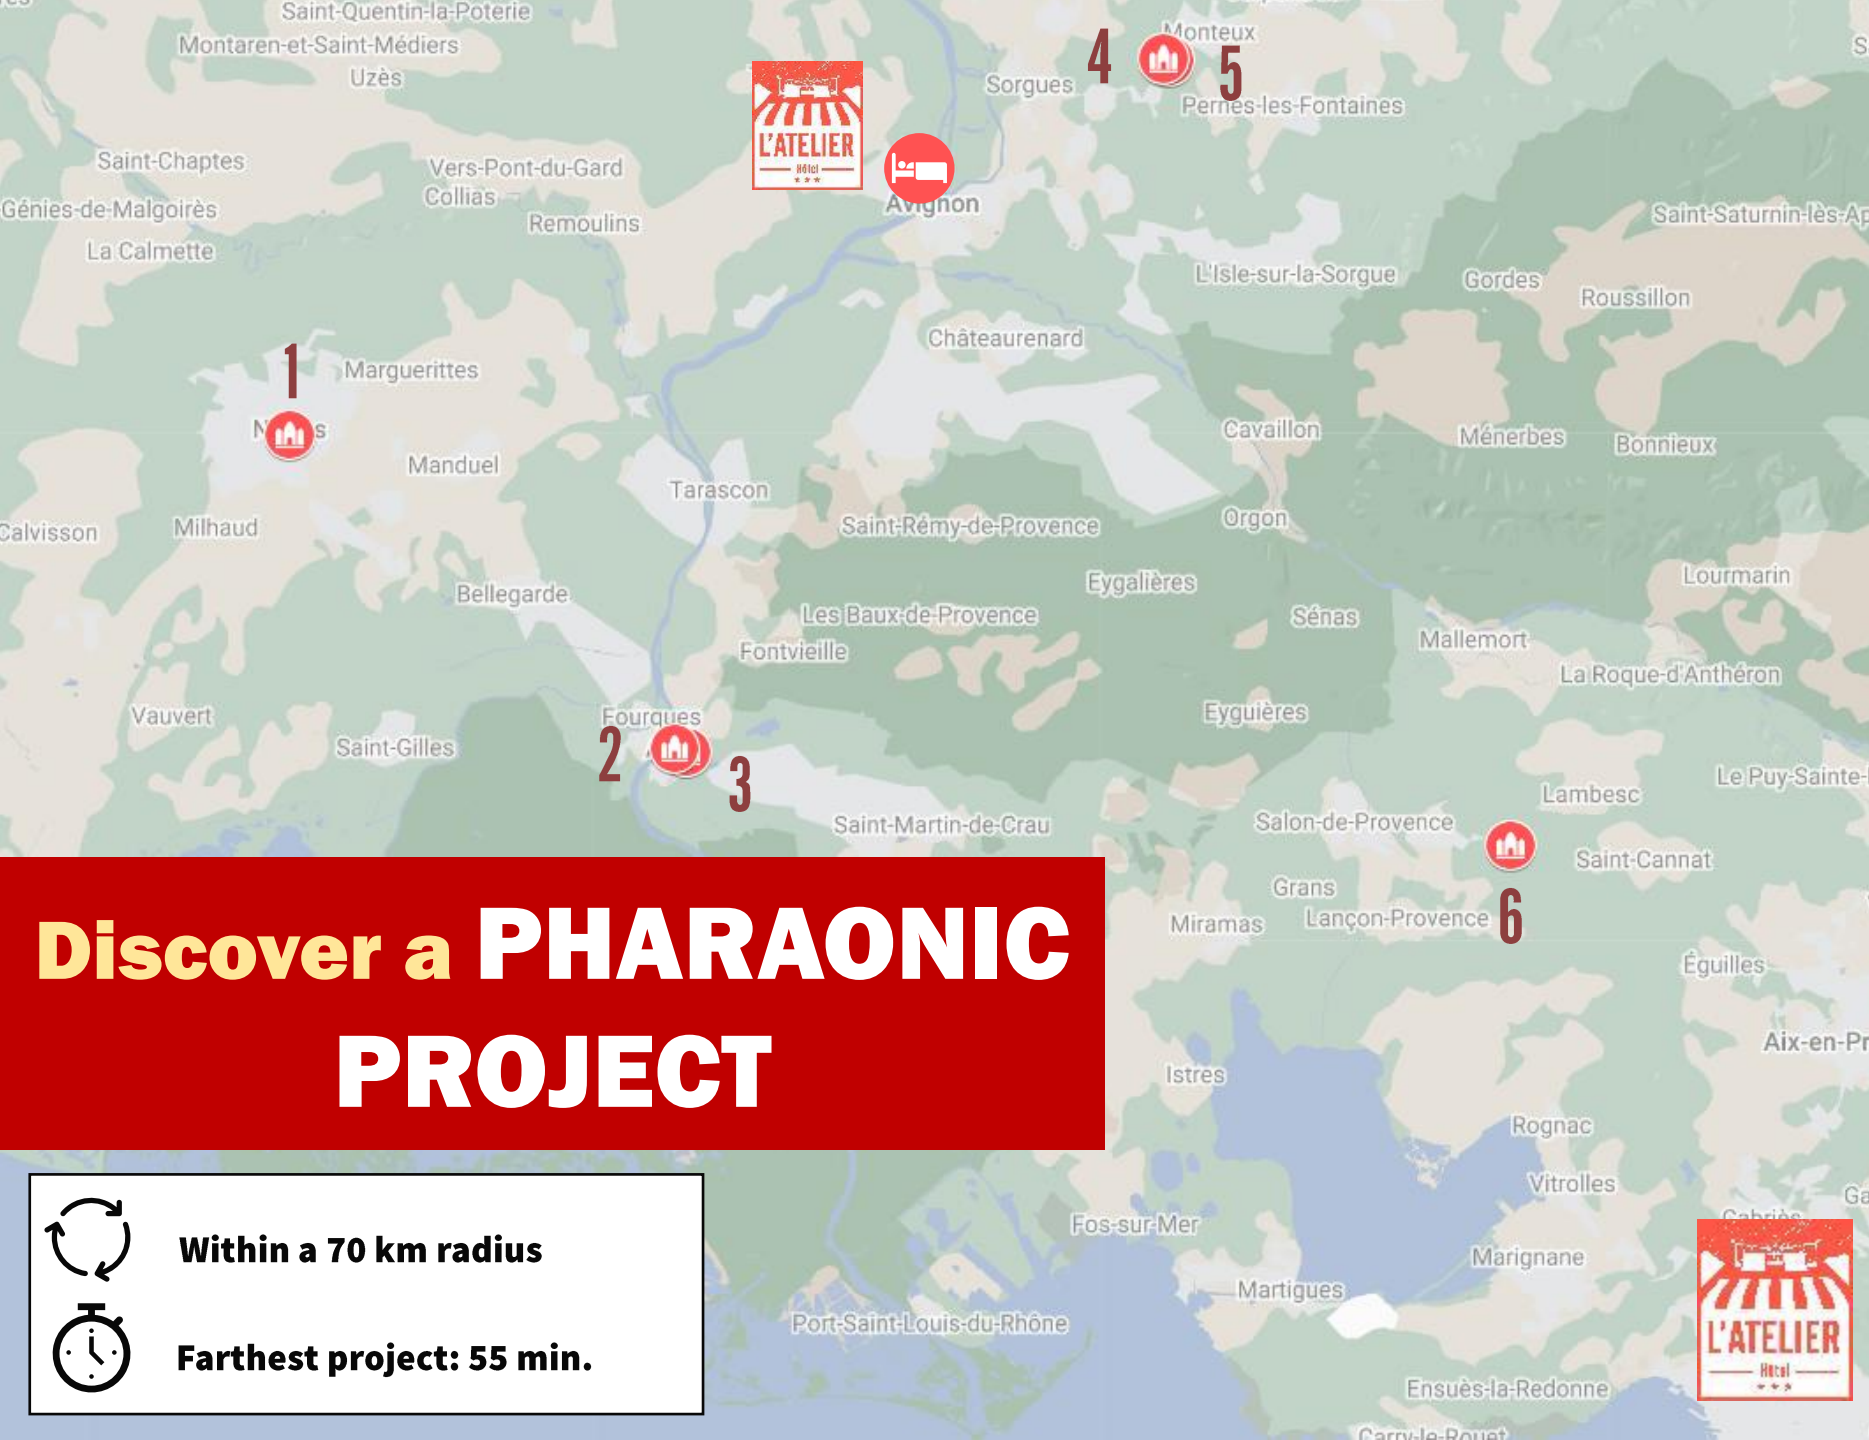 Saint-Quentin-la-Poterie
Montaren-et-Saint-Médiers
Uzès
Monteux
4
5
Sorgues
Pernes-les-Fontaines
L'ATELIER
Hôtel
Avignon
Saint-Chaptes
Vers-Pont-du-Gard
Collias
Remoulins
Génies-de-Malgoirès
La Calmette
Saint-Saturnin-lès-Ap
L'Isle-sur-la-Sorgue
Gordes
Roussillon
Châteaurenard
1
Marguerittes
N s
Manduel
Cavaillon
Ménerbes
Bonnieux
Tarascon
Calvisson
Milhaud
Saint-Rémy-de-Provence
Orgon
Bellegarde
Eygalières
Lourmarin
Les Baux-de-Provence
Sénas
Fontvieille
Mallemort
La Roque-d'Anthéron
Vauvert
Saint-Gilles
Fourques
2
3
Eyguières
Le Puy-Sainte-
Lambesc
Saint-Martin-de-Crau
Salon-de-Provence
Saint-Cannat
Grans
Miramas
Lançon-Provence
6
Éguilles
Discover a PHARAONIC
PROJECT
Aix-en-Pr
Istres
Rognac
Vitrolles
Ga
Cabriès
Fos-sur-Mer
Marignane
Martigues
Port-Saint-Louis-du-Rhône
Ensuès-la-Redonne
Carry-le-Rouet
Within a 70 km radius
Farthest project: 55 min.
L'ATELIER
Hôtel